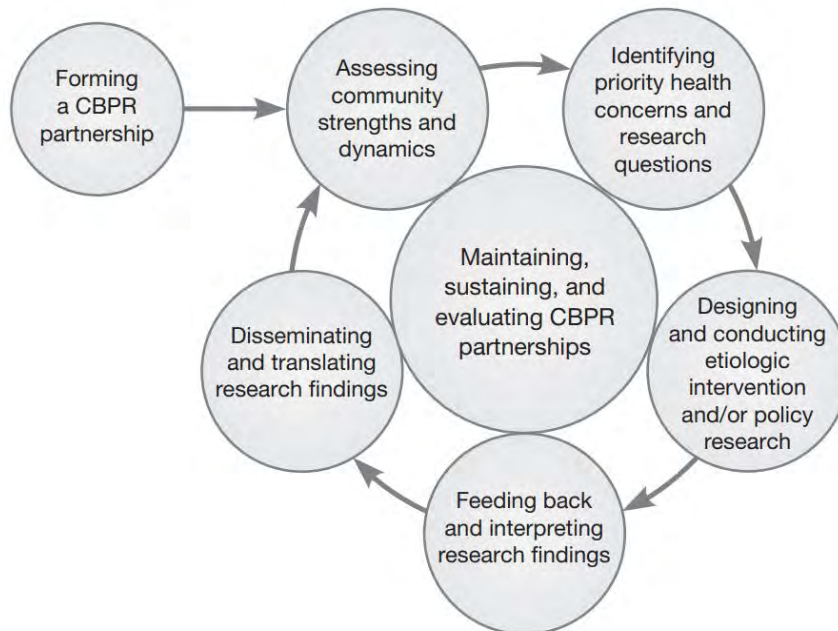 Forming
a CBPR
partnership
Assessing
community
strengths and
dynamics
Identifying
priority health
concerns and
research
questions
Maintaining,
sustaining, and
evaluating CBPR
partnerships
Designing
and conducting
etiologic
intervention
and/or policy
research
Feeding back
and interpreting
research findings
Disseminating
and translating
research findings